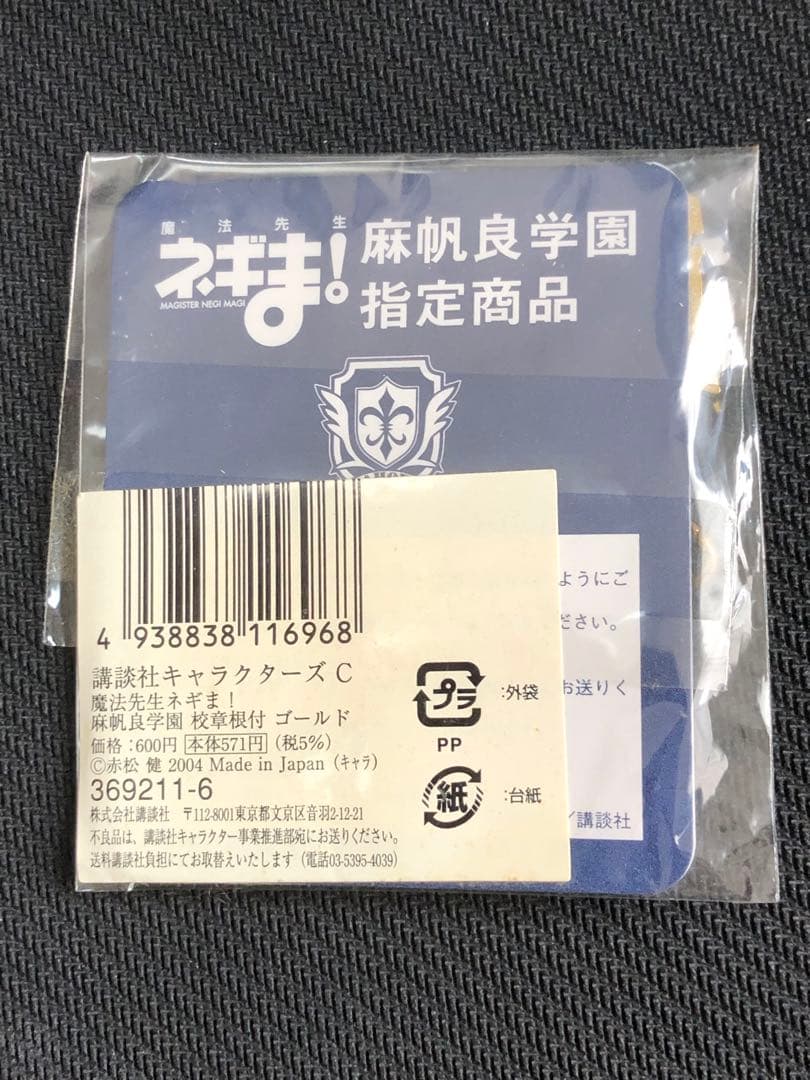 魔法先生
ネギま!
MAGISTER NEGI MAGI
麻帆良学園
指定商品
ようにご
ださい。
お送りく
/講談社
4 938838 116968
講談社キャラクターズ C
魔法先生ネギま!
麻帆良学園 校章根付 ゴールド
価格:600円 本体571円 (税5%)
©赤松 健 2004 Made in Japan (キャラ)
369211-6
株式会社講談社 〒112-8001東京都文京区音羽2-12-21
不良品は、講談社キャラクター事業推進部宛にお送りください。
送料講談社負担にてお取替えいたします(電話03-5395-4039)
プラ :外袋
PP
紙 :台紙